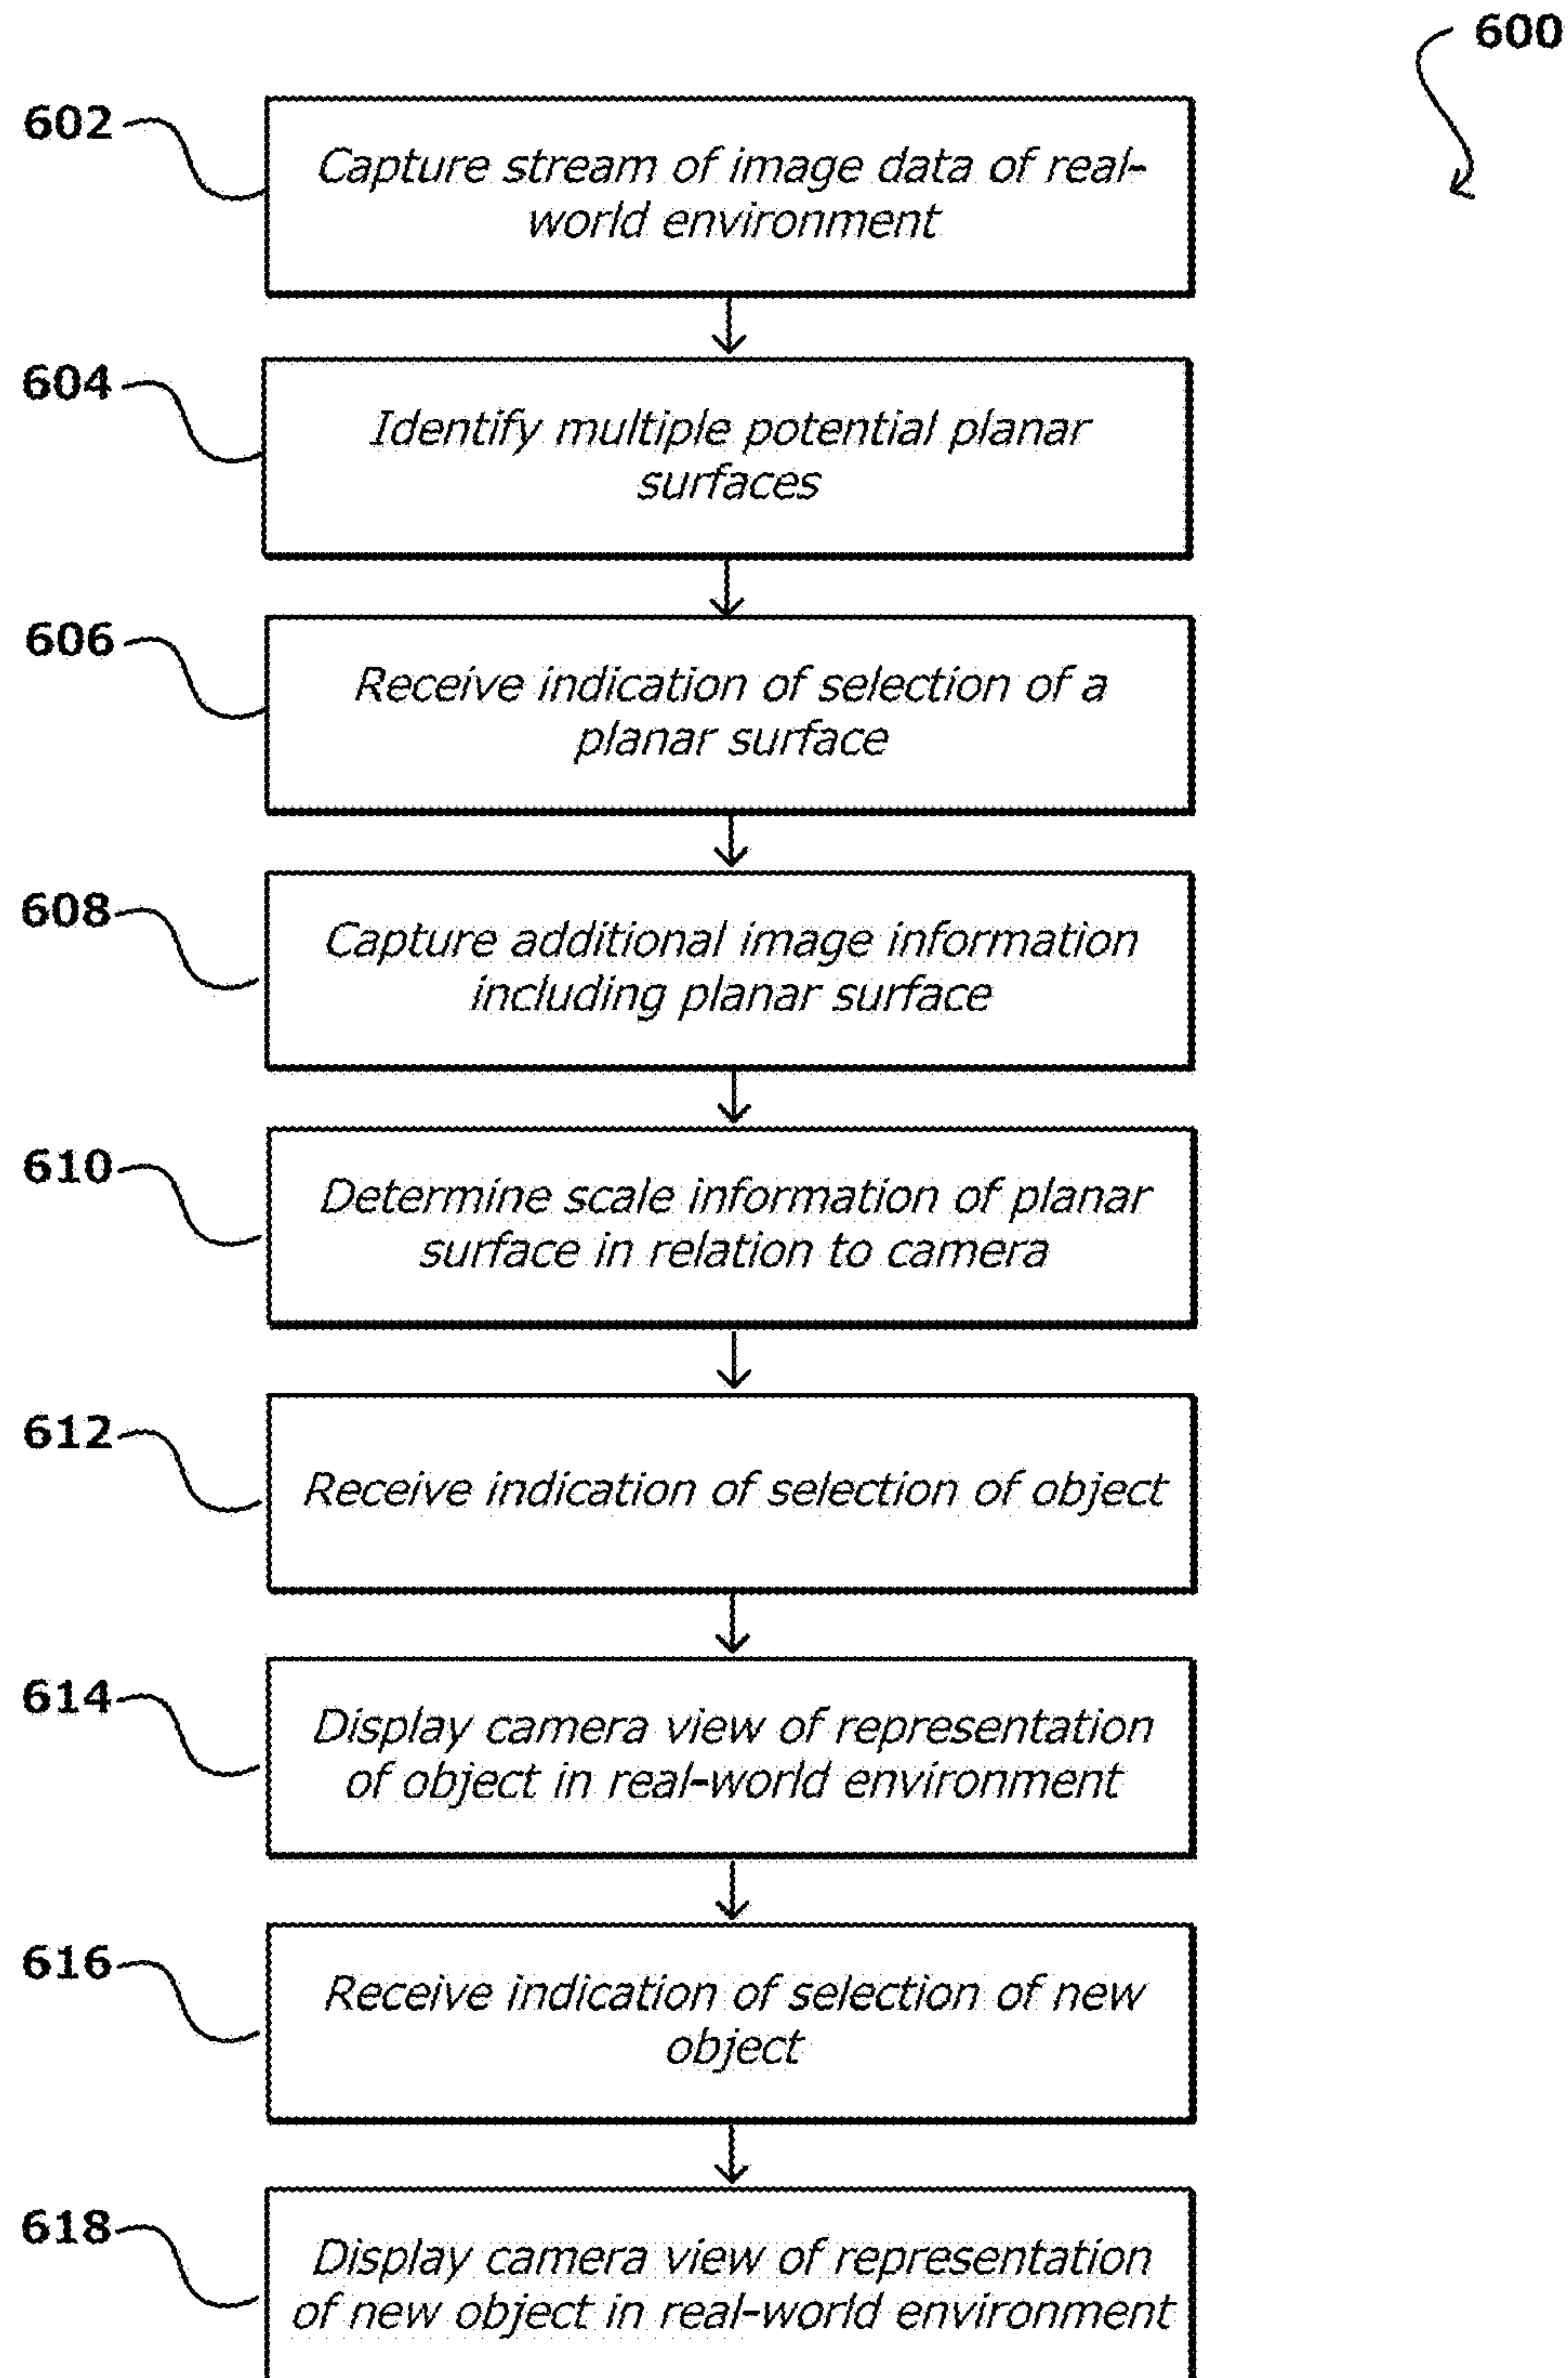 600
602
Capture stream of image data of real-
world environment
604
Identify multiple potential planar
surfaces
606
Receive indication of selection of a
planar surface
608
Capture additional image information
including planar surface
610
Determine scale information of planar
surface in relation to camera
612
Receive indication of selection of object
614
Display camera view of representation
of object in real-world environment
616
Receive indication of selection of new
object
618
Display camera view of representation
of new object in real-world environment